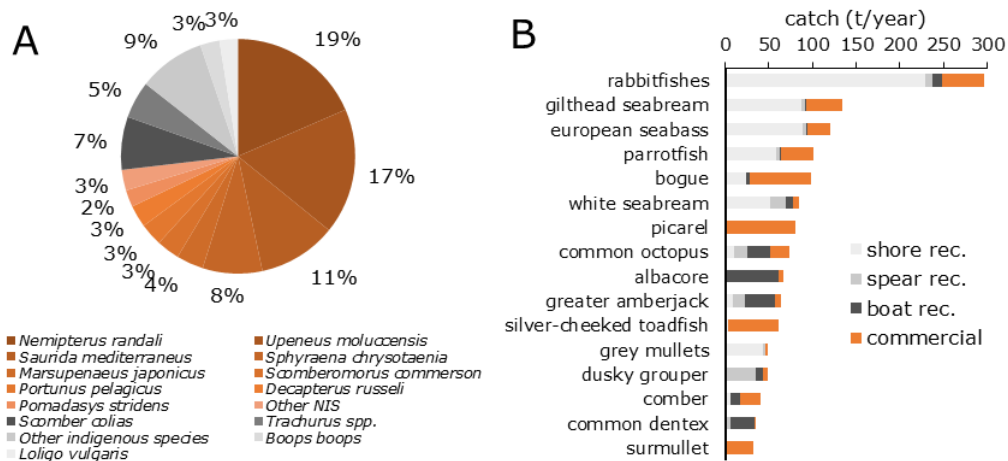 A
19%
17%
11%
8%
4%
3%
3%
3%
2%
3%
7%
5%
9%
3%
3%
Nemipterus randali
Upeneus moluccensis
Saurida mediterraneus
Sphyraena chrysotaenia
Marsupenaeus japonicus
Scomberomorus commerson
Portunus pelagicus
Decapterus russeli
Pomadasys stridens
Other NIS
Scomber colias
Trachurus spp.
Other indigenous species
Boops boops
Loligo vulgaris
B
catch (t/year)
0 50 100 150 200 250 300
rabbitfishes
gilthead seabream
european seabass
parrotfish
bogue
white seabream
picarel
common octopus
albacore
greater amberjack
silver-cheeked toadfish
grey mullets
dusky grouper
comber
common dentex
surmullet
shore rec.
spear rec.
boat rec.
commercial